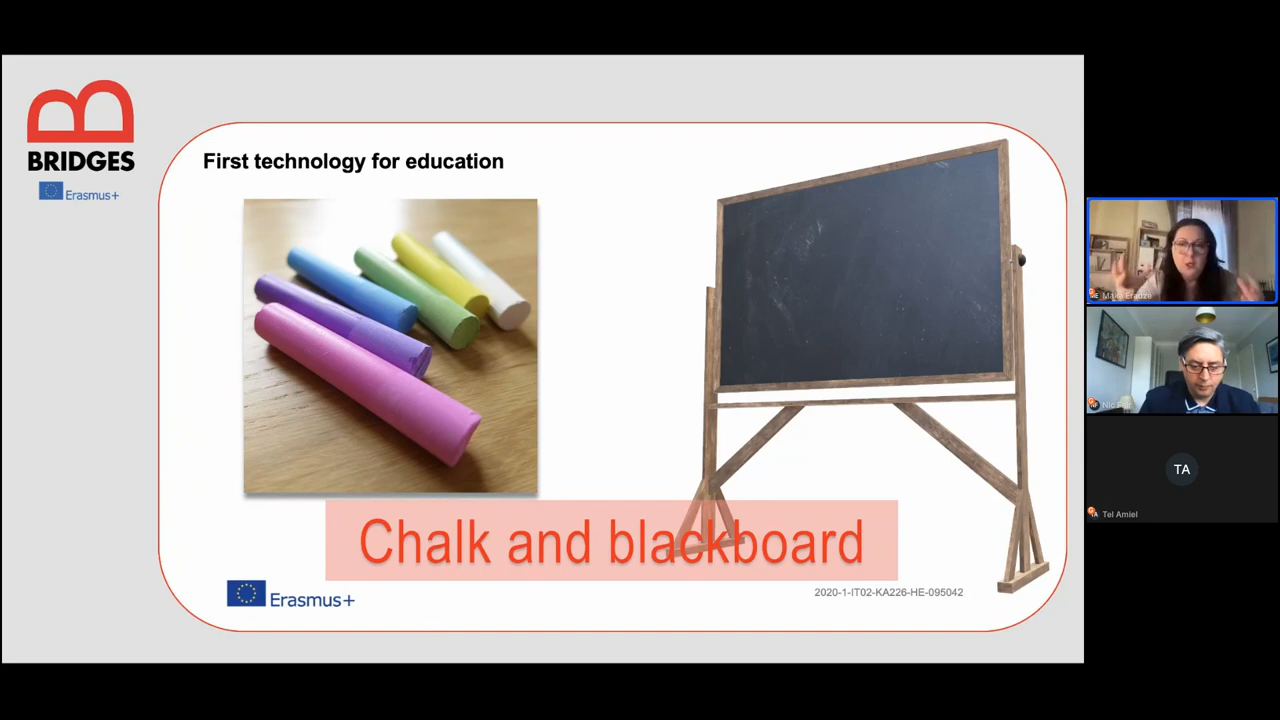 BRIDGES
Erasmus+
First technology for education
Chalk and blackboard
Erasmus+
2020-1-IT02-KA226-HE-095042
TA
Tel Amiel